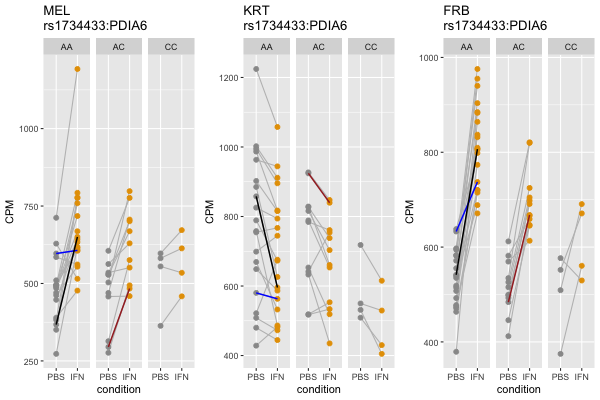 MEL
rs1734433:PDIA6
AA AC CC
CPM
1000
750
500
250
PBS IFN PBS IFN PBS IFN
condition
KRT
rs1734433:PDIA6
AA AC CC
CPM
1200
1000
800
600
400
PBS IFN PBS IFN PBS IFN
condition
FRB
rs1734433:PDIA6
AA AC CC
CPM
1000
800
600
400
PBS IFN PBS IFN PBS IFN
condition